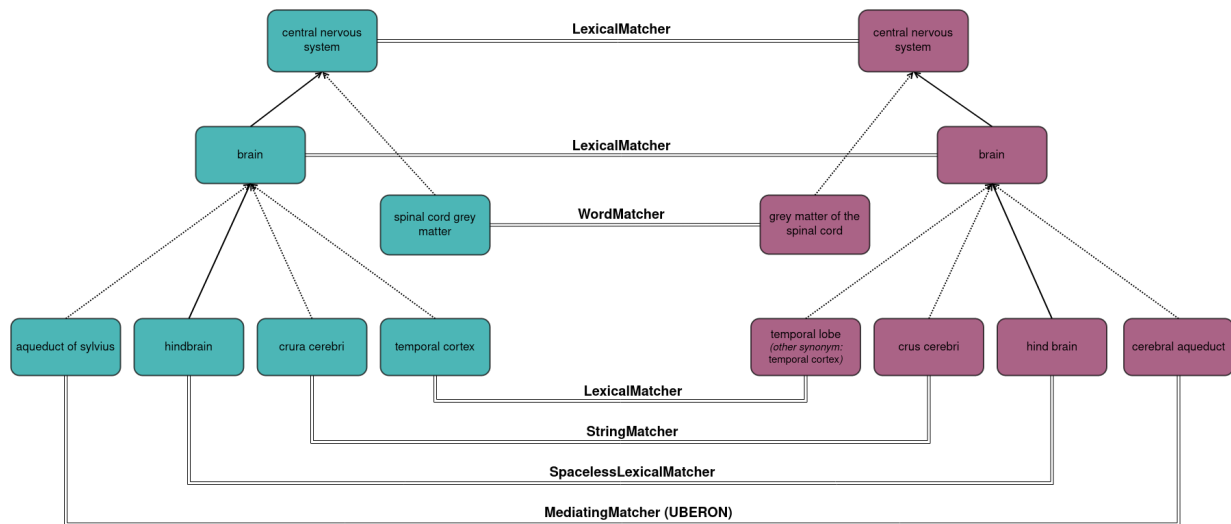 central nervous
system
LexicalMatcher
central nervous
system
brain
LexicalMatcher
brain
spinal cord grey
matter
WordMatcher
grey matter of the
spinal cord
aqueduct of sylvius
hindbrain
crura cerebri
temporal cortex
temporal lobe
(other synonym:
temporal cortex)
crus cerebri
hind brain
cerebral aqueduct
LexicalMatcher
StringMatcher
SpacelessLexicalMatcher
MediatingMatcher (UBERON)